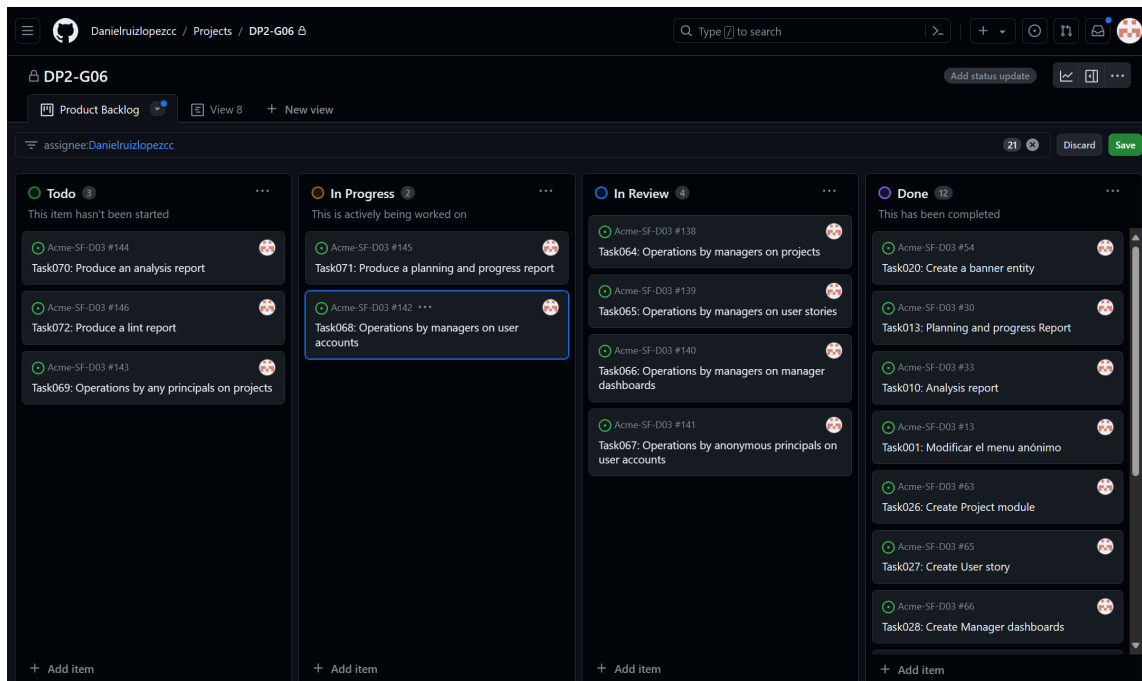 Danielruizlopezcc / Projects / DP2-G06
Type / to search
DP2-G06
Add status update
Product Backlog
View 8
+ New view
assignee:Danielruizlopezcc
21
Discard
Save
Todo 3
This item hasn't been started
Acme-SF-D03 #144
Task070: Produce an analysis report
Acme-SF-D03 #146
Task072: Produce a lint report
Acme-SF-D03 #143
Task069: Operations by any principals on projects
+ Add item
In Progress 2
This is actively being worked on
Acme-SF-D03 #145
Task071: Produce a planning and progress report
Acme-SF-D03 #142
Task068: Operations by managers on user
accounts
+ Add item
In Review 4
Acme-SF-D03 #138
Task064: Operations by managers on projects
Acme-SF-D03 #139
Task065: Operations by managers on user stories
Acme-SF-D03 #140
Task066: Operations by managers on manager
dashboards
Acme-SF-D03 #141
Task067: Operations by anonymous principals on
user accounts
+ Add item
Done 12
This has been completed
Acme-SF-D03 #54
Task020: Create a banner entity
Acme-SF-D03 #30
Task013: Planning and progress Report
Acme-SF-D03 #33
Task010: Analysis report
Acme-SF-D03 #13
Task001: Modificar el menu anónimo
Acme-SF-D03 #63
Task026: Create Project module
Acme-SF-D03 #65
Task027: Create User story
Acme-SF-D03 #66
Task028: Create Manager dashboards
+ Add item